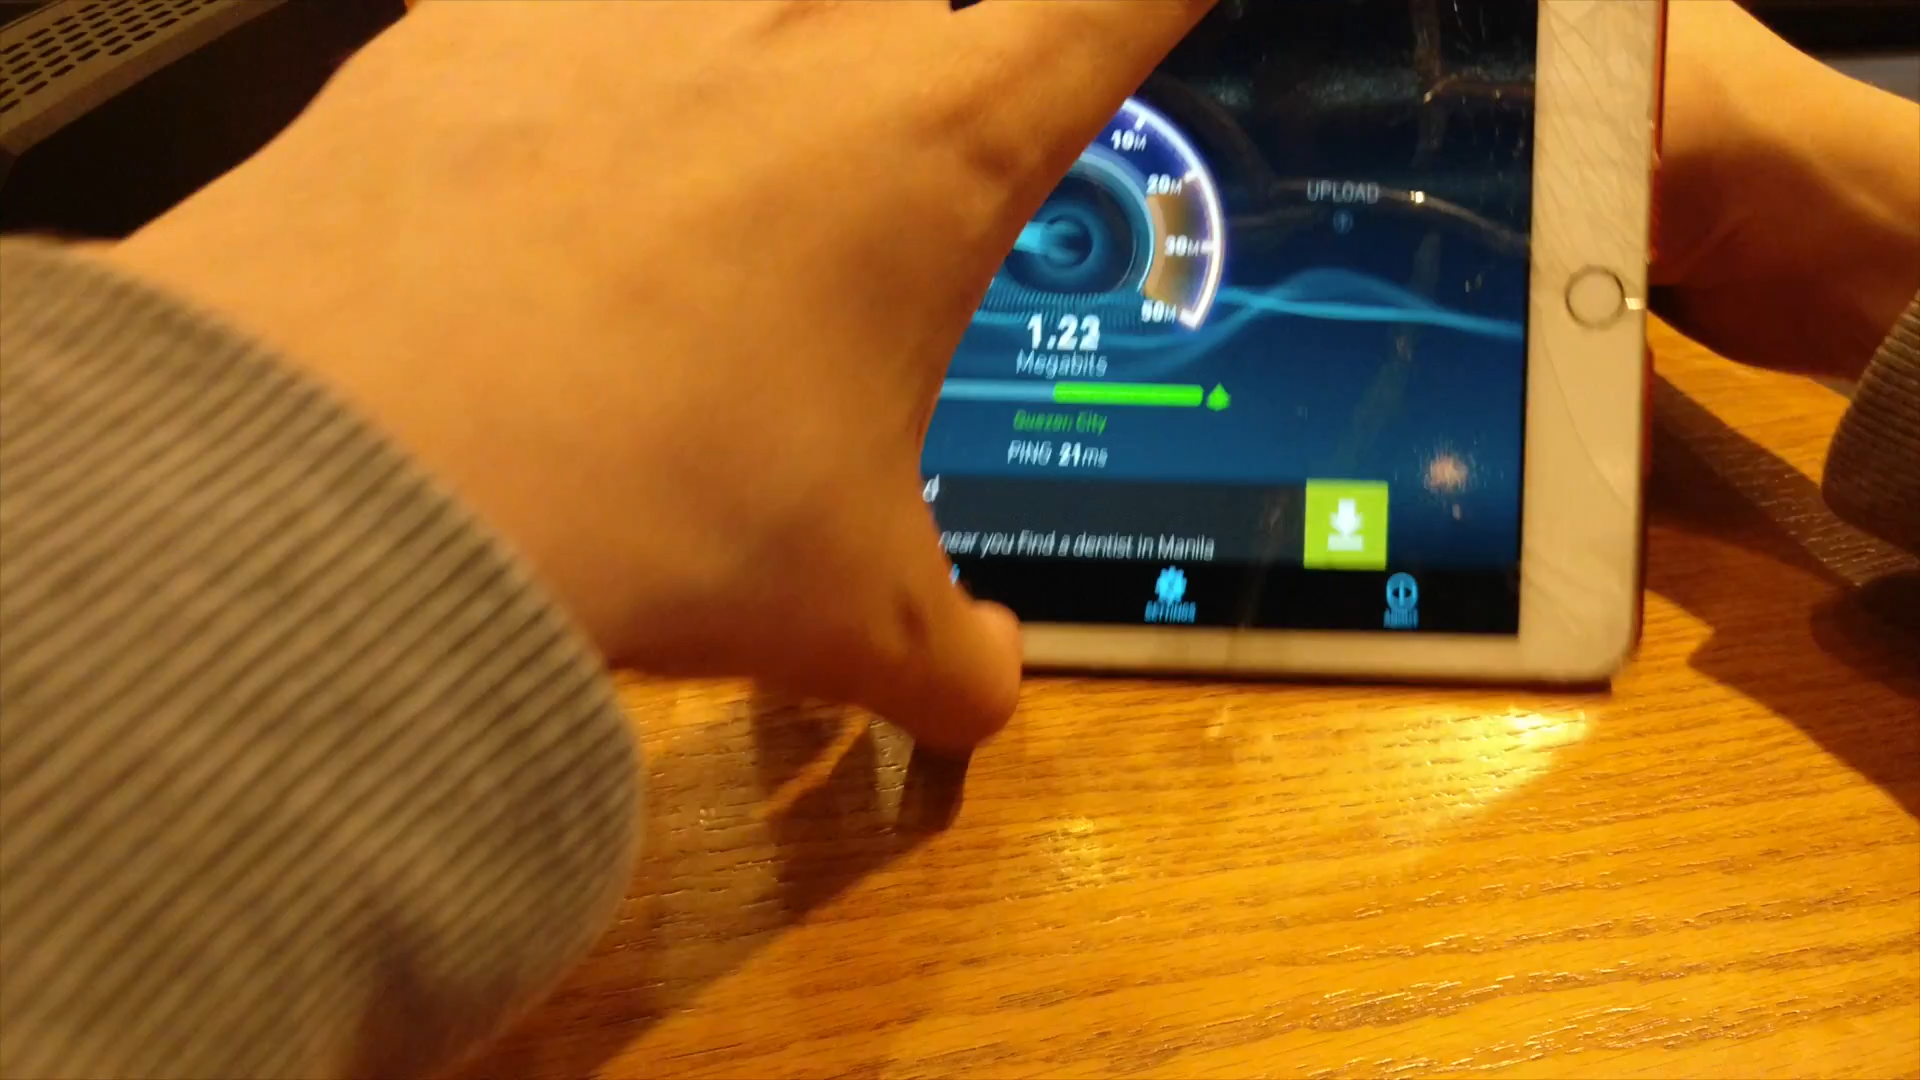 10M
20M
30M
50M
UPLOAD
1.22
Megabits
Quezon City
PING 21ms
d
near you Find a dentist in Manila
SETTINGS
ABOUT